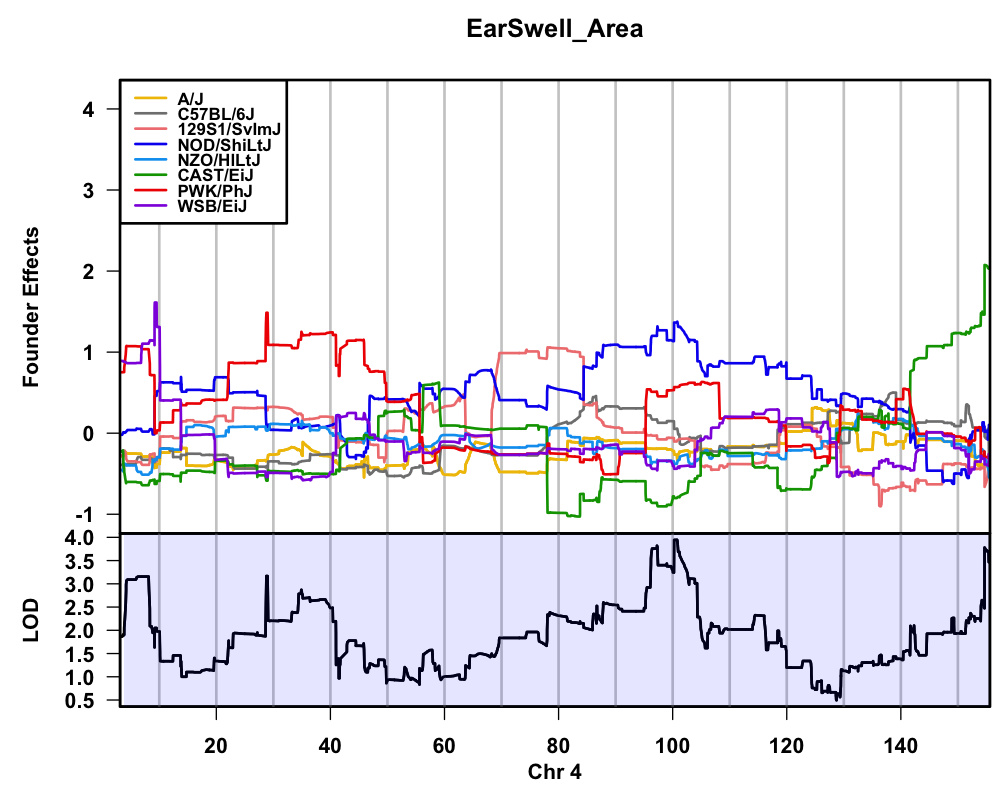 EarSwell_Area
A/J
C57BL/6J
129S1/SvImJ
NOD/ShiLtJ
NZO/HlLtJ
CAST/EiJ
PWK/PhJ
WSB/EiJ
Founder Effects
4
3
2
1
0
-1
LOD
4.0
3.5
3.0
2.5
2.0
1.5
1.0
0.5
20 40 60 80 100 120 140
Chr 4